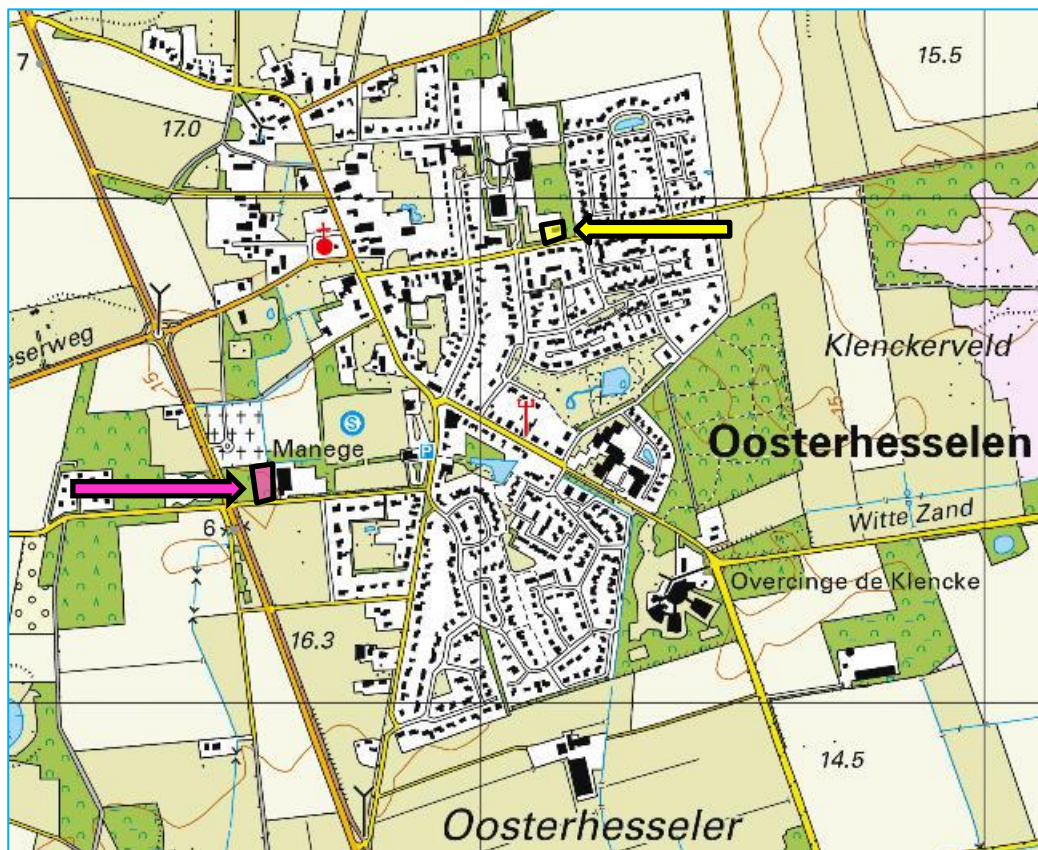 15.5
7
17.0
eserweg
15
Klenckerveld
15
S
Oosterhesselen
Manege
P
6
Witte Zand
Overcinge de Klencke
16.3
14.5
Oosterhesseler